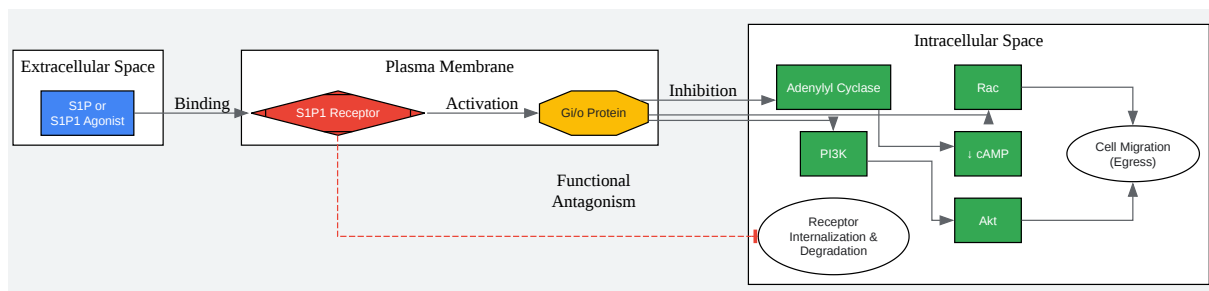 Extracellular Space
S1P or
S1P1 Agonist
Binding
Plasma Membrane
S1P1 Receptor
Activation
Gi/o Protein
Inhibition
Functional
Antagonism
Intracellular Space
Adenylyl Cyclase
Rac
PI3K
↓ cAMP
Cell Migration
(Egress)
Akt
Receptor
Internalization &
Degradation